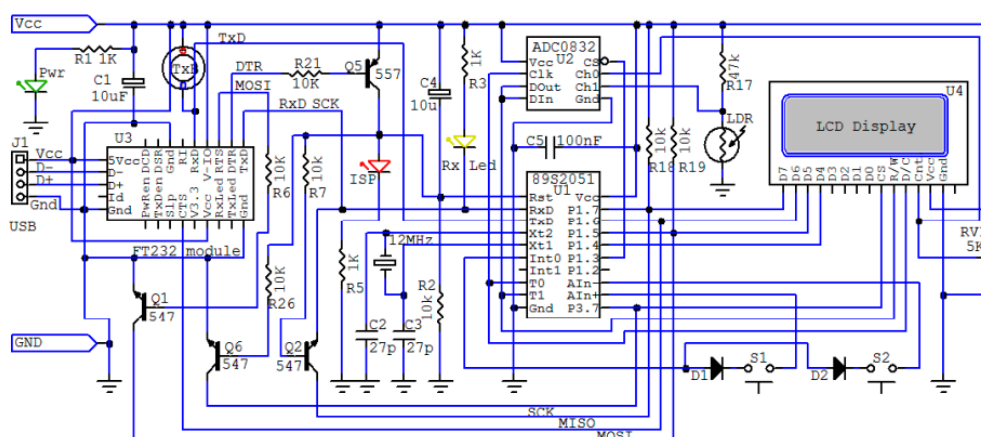 Vcc
R1 1K
Pwr
C1
10uF
TxD
TxD
DTR
MOSI
RxD SCK
R21
10K
Q5
557
C4
10u
1K
R3
Rx Led
ISP
ADC0832
U2
Vcc
Clk
DOut
DIn
CS
Ch0
Ch1
Gnd
C5 100nF
47k
R17
LDR
10k
R18
10k
R19
U4
LCD Display
D7
D6
D5
D4
D3
D2
D1
D0
CS
R/W
D/C
Cnt
Vcc
Gnd
J1
Vcc
D-
D+
Gnd
USB
U3
5Vcc
D-
D+
Id
Gnd
DCD
DSR
Gnd
RI
RxD
V-IO
RTS
DTR
TxD
PwRen
TxDen
SLP
CTS
V3.3
Vcc
RxLed
TxLed
Gnd
FT232 module
10K
R6
10K
R7
10K
R26
1K
R5
12MHz
C2
27p
C3
27p
R2
10k
89S2051
U1
Rst
RxD
TxD
Xt2
Xt1
Int0
Int1
T0
T1
Gnd
Vcc
P1.7
P1.6
P1.5
P1.4
P1.3
P1.2
AIn-
AIn+
P3.7
5K
Q1
547
Q6
547
Q2
547
GND
D1
S1
D2
S2
SCK
MISO
MOSI